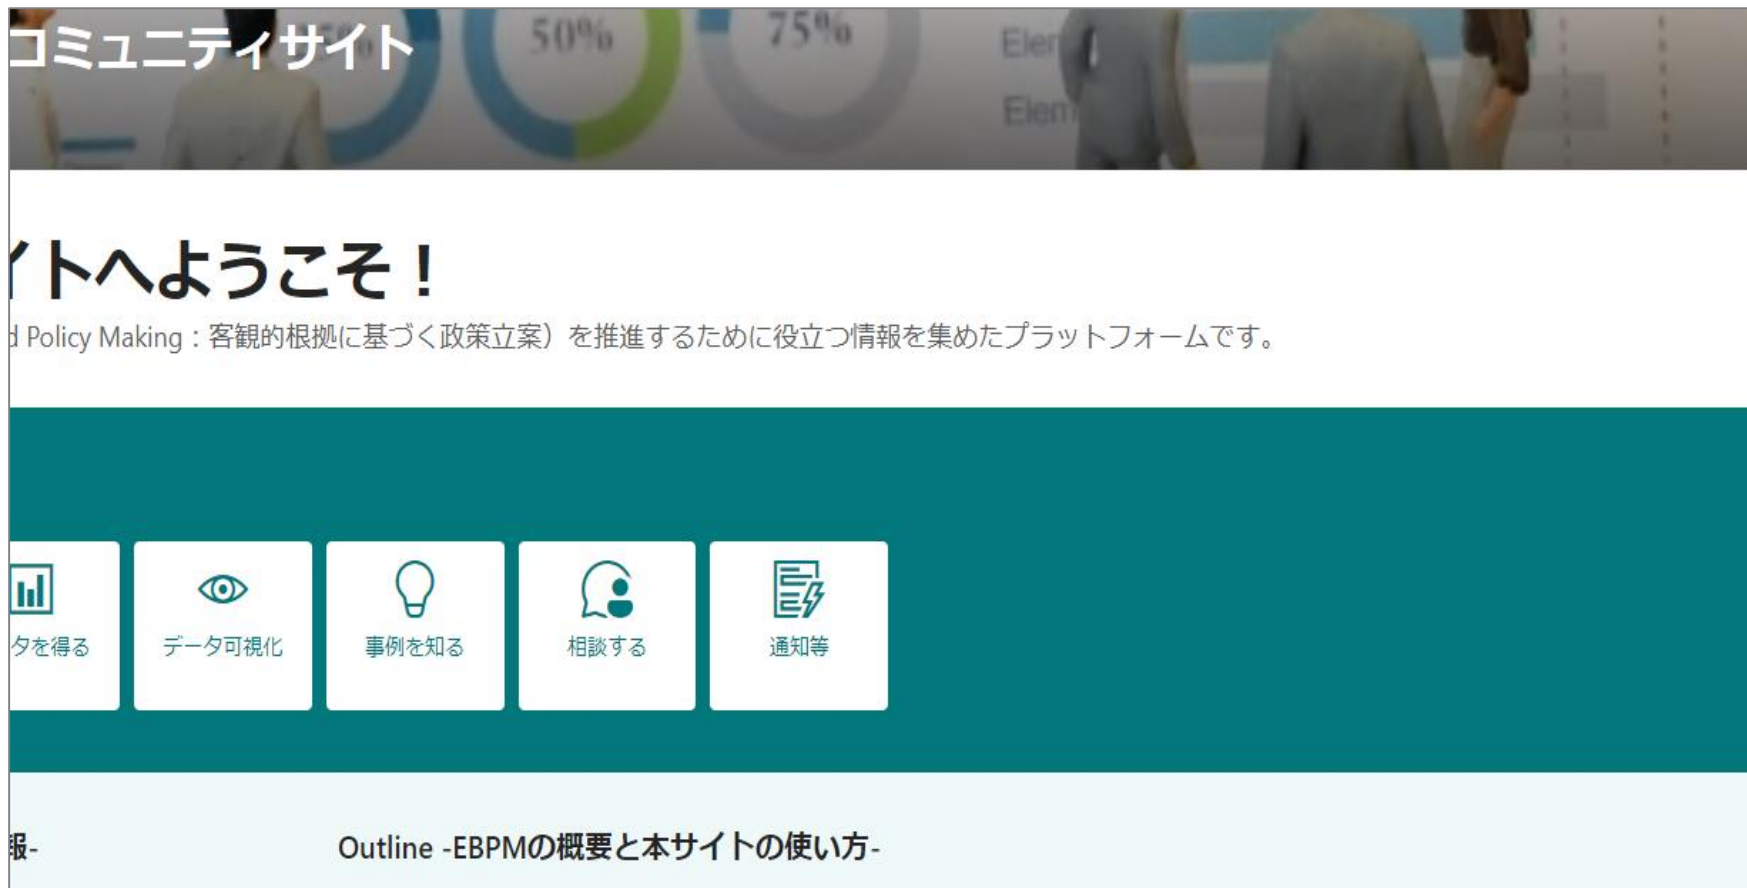 コミュニティサイト
50%
75%
Elem
イトへようこそ！
d Policy Making：客観的根拠に基づく政策立案）を推進するために役立つ情報を集めたプラットフォームです。
タを得る
データ可視化
事例を知る
相談する
通知等
報-
Outline -EBPMの概要と本サイトの使い方-